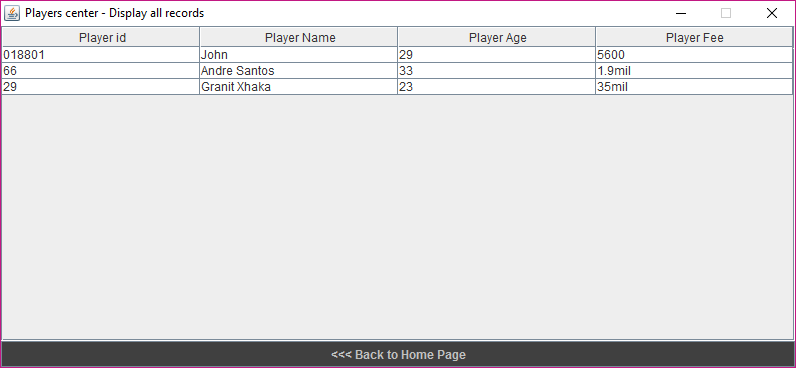 Players center - Display all records
Player id Player Name Player Age Player Fee
018801 John 29 5600
66 Andre Santos 33 1.9mil
29 Granit Xhaka 23 35mil
<<< Back to Home Page